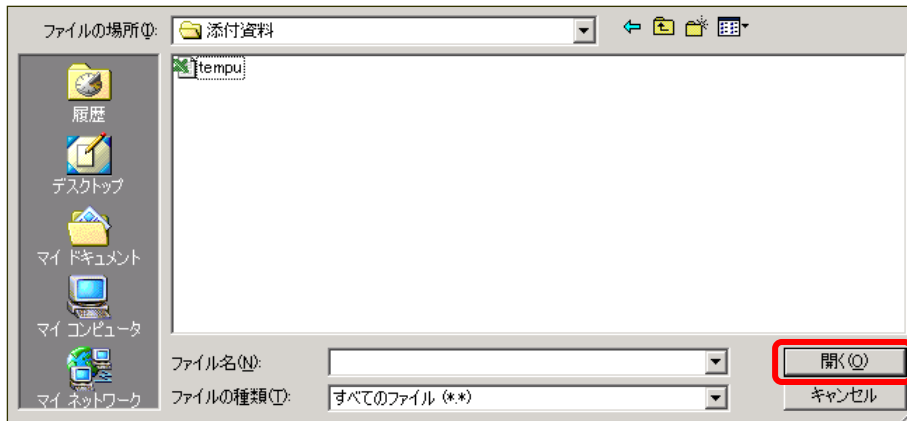 ファイルの場所(I):
添付資料
tempu
履歴
デスクトップ
マイ ドキュメント
マイ コンピュータ
マイ ネットワーク
ファイル名(N):
開く(O)
ファイルの種類(T):
すべてのファイル (*.*)
キャンセル